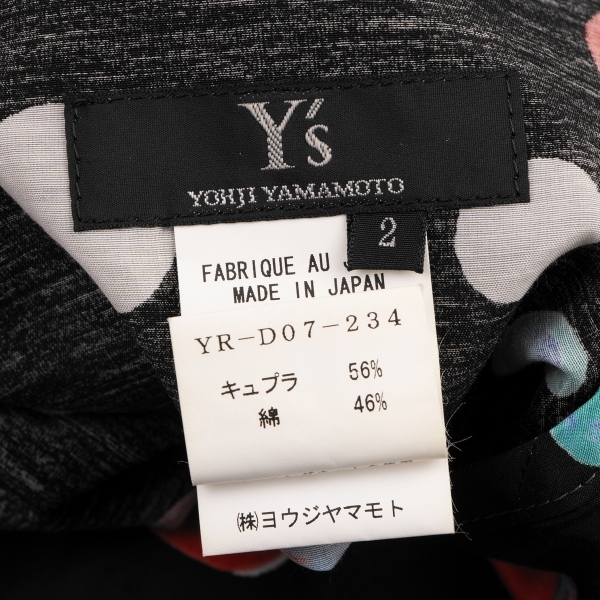 Y's
YOHJI YAMAMOTO
2
FABRIQUE AU J
MADE IN JAPAN
YR-D07-234
キュプラ 56%
綿 46%
㈱ヨウジヤマモト